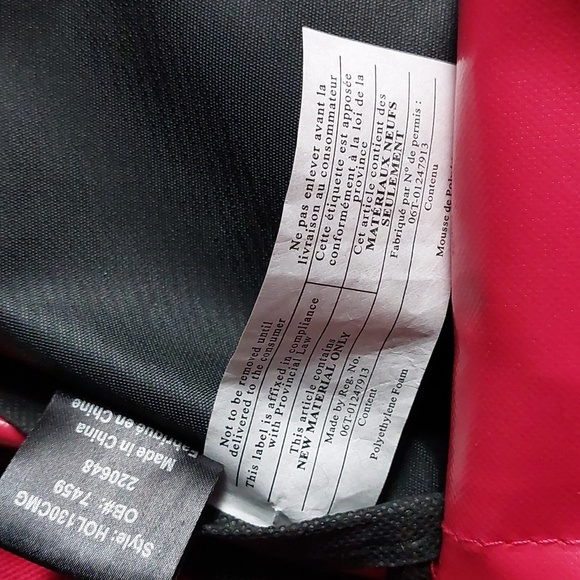 Not to be removed until
delivered to the consumer
This label is affixed in compliance
with Provincial Law
This article contains
NEW MATERIAL ONLY
Made by Reg. No.
06T-01247913
Content
Polyethylene Foam
Ne pas enlever avant la
livraison au consommateur
Cette étiquette est apposée
conformément à la loi de la
province
Cet article contient des
MATÉRIAUX NEUFS
SEULEMENT
Fabriqué par N° de permis :
06T-01247913
Contenu
Mousse de
Style: HOL130CMG
OB#: 7459
220648
Made in China
Fabriqué en Chine